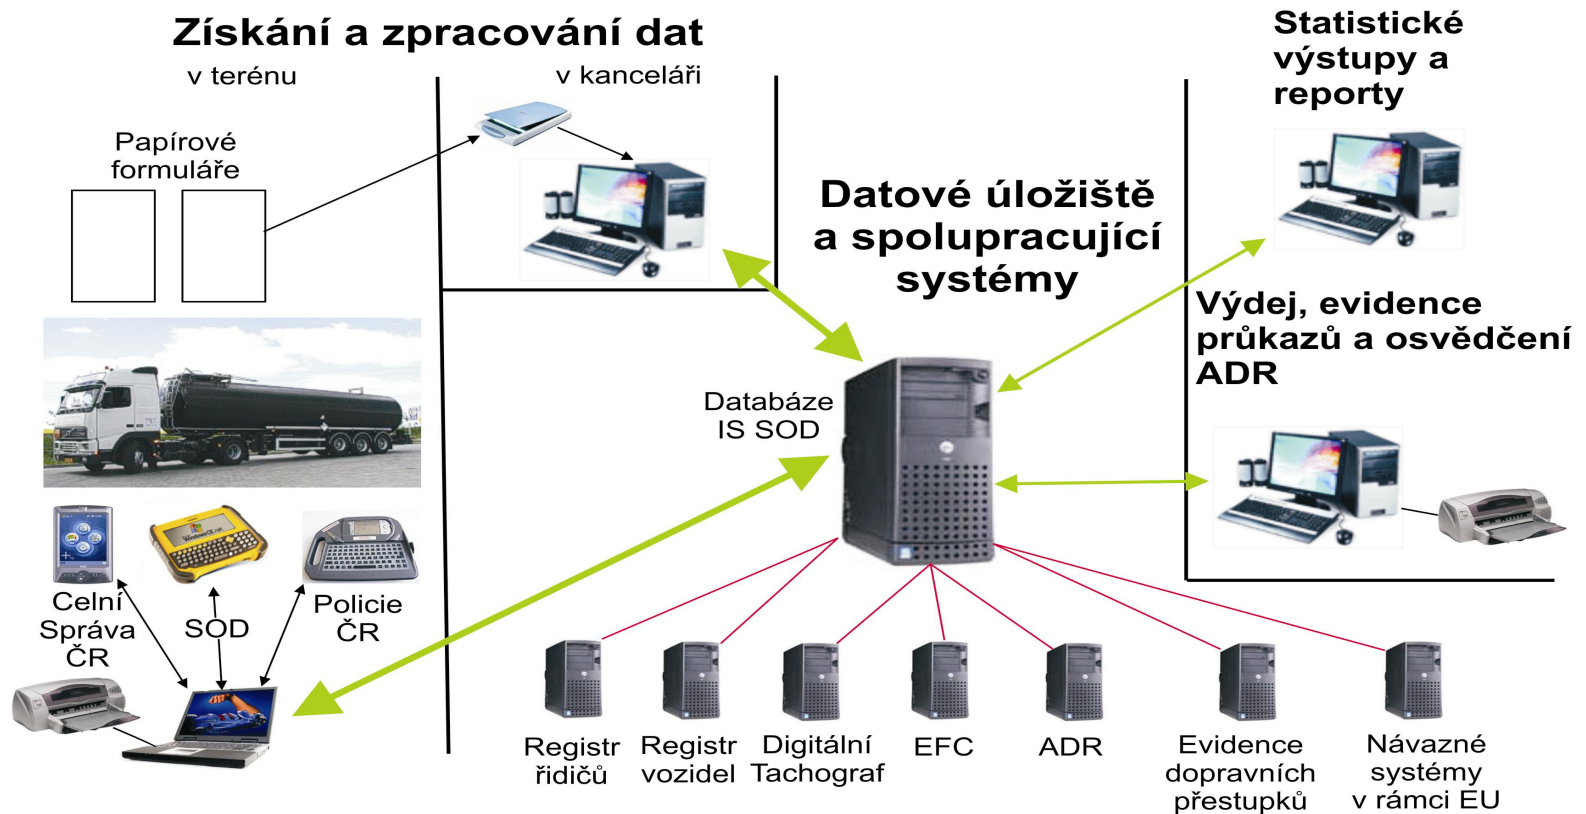 Získání a zpracování dat
v terénu
v kanceláři
Papírové
formuláře
Datové úložiště
a spolupracující
systémy
Statistické
výstupy a
reporty
Výdej, evidence
průkazů a osvědčení
ADR
Databáze
IS SOD
Celní
Správa
ČR
SOD
Policie
ČR
Registr
řidičů
Registr
vozidel
Digitální
Tachograf
EFC
ADR
Evidence
dopravních
přestupků
Návazné
systémy
v rámci EU